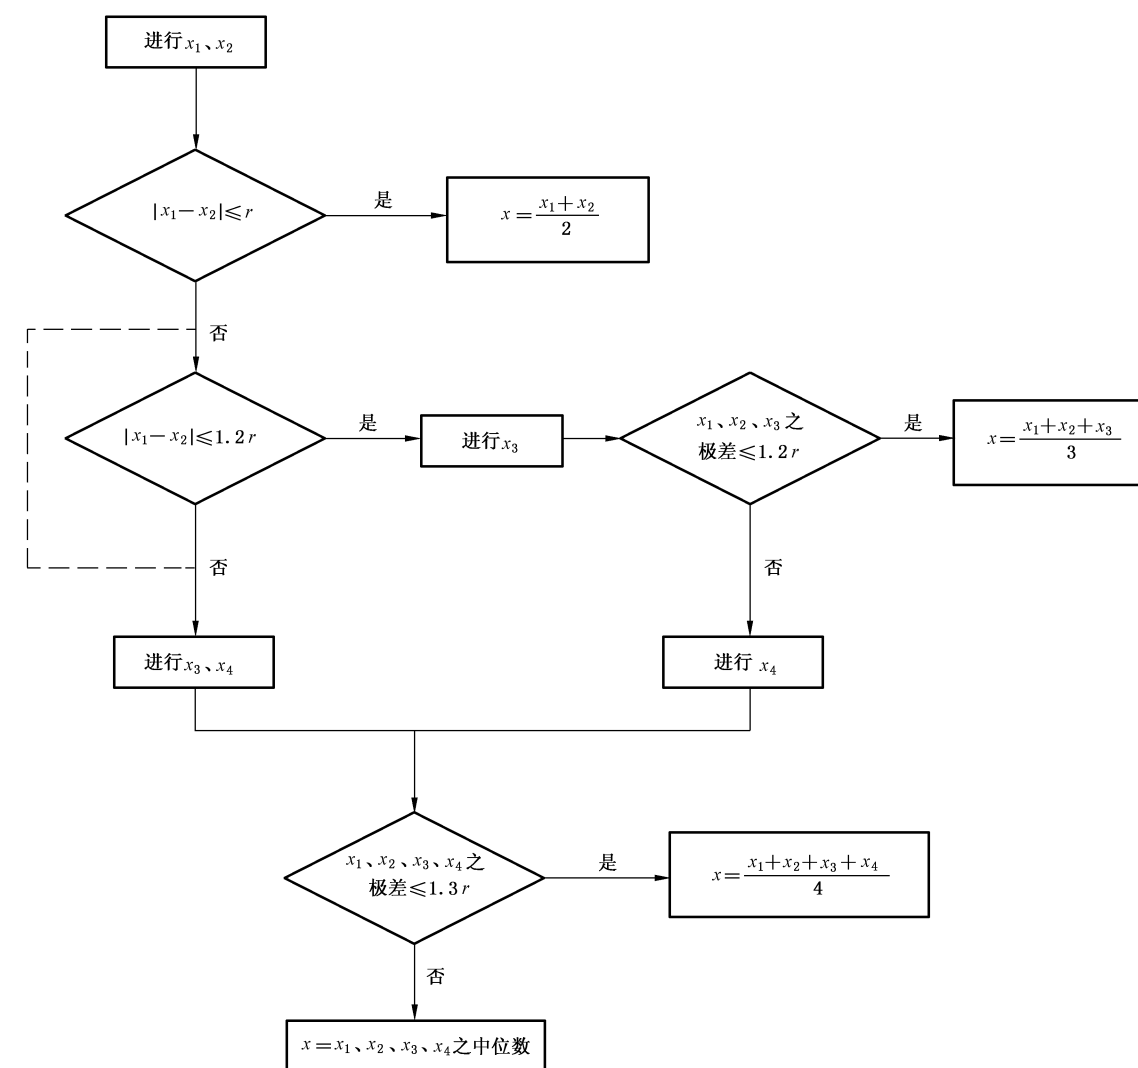 进行x₁、x₂
|x₁-x₂|≤r
是
x=(x₁+x₂)/2
否
|x₁-x₂|≤1.2r
是
进行x₃
x₁、x₂、x₃之
极差≤1.2r
是
x=(x₁+x₂+x₃)/3
否
否
进行x₃、x₄
进行 x₄
x₁、x₂、x₃、x₄之
极差≤1.3r
是
x=(x₁+x₂+x₃+x₄)/4
否
x=x₁、x₂、x₃、x₄之中位数